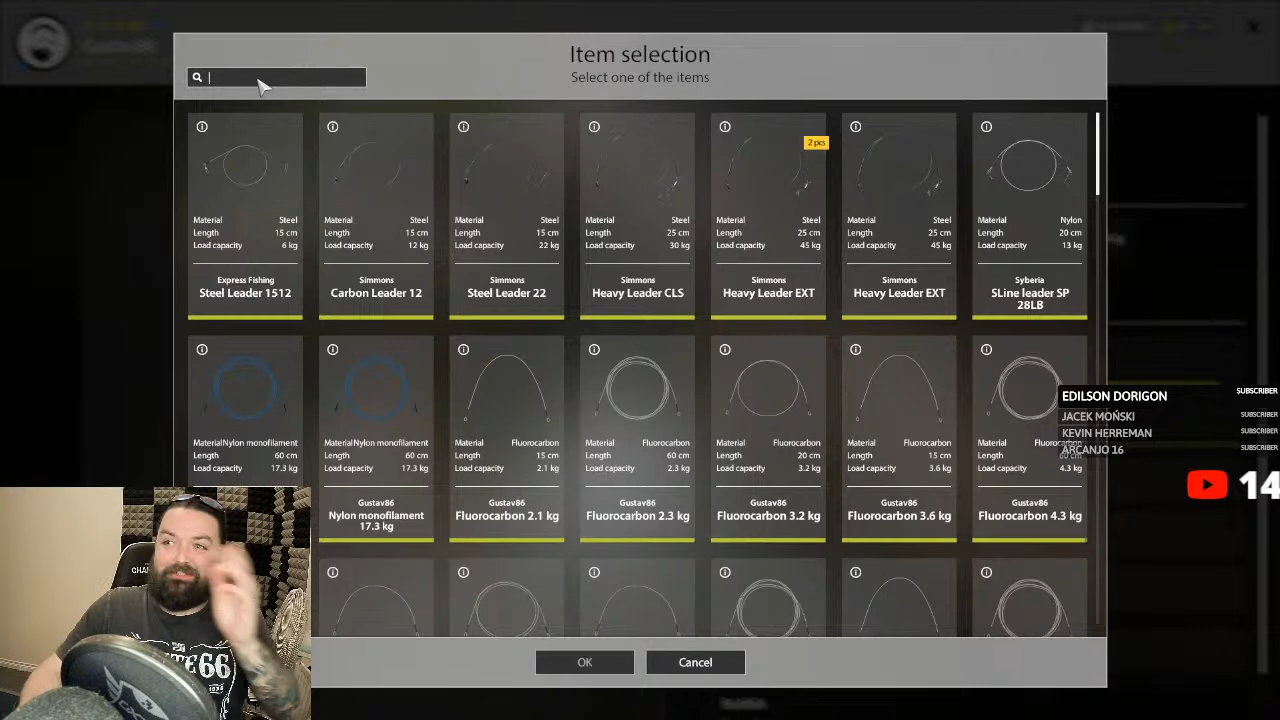 Item selection
Select one of the items
Material Steel
Length 15 cm
Load capacity 6 kg
Express Fishing
Steel Leader 1512
Material Steel
Length 15 cm
Load capacity 12 kg
Simmons
Carbon Leader 12
Material Steel
Length 15 cm
Load capacity 22 kg
Simmons
Steel Leader 22
Material Steel
Length 25 cm
Load capacity 30 kg
Simmons
Heavy Leader CLS
2 pcs
Material Steel
Length 25 cm
Load capacity 45 kg
Simmons
Heavy Leader EXT
Material Steel
Length 25 cm
Load capacity 45 kg
Simmons
Heavy Leader EXT
Material Nylon
Length 20 cm
Load capacity 13 kg
Syberia
SLine leader SP
28LB
Material Nylon monofilament
Length 60 cm
Load capacity 17.3 kg
Material Nylon monofilament
Length 60 cm
Load capacity 17.3 kg
Gustav86
Nylon monofilament
17.3 kg
Material Fluorocarbon
Length 15 cm
Load capacity 2.1 kg
Gustav86
Fluorocarbon 2.1 kg
Material Fluorocarbon
Length 60 cm
Load capacity 2.3 kg
Gustav86
Fluorocarbon 2.3 kg
Material Fluorocarbon
Length 20 cm
Load capacity 3.2 kg
Gustav86
Fluorocarbon 3.2 kg
Material Fluorocarbon
Length 15 cm
Load capacity 3.6 kg
Gustav86
Fluorocarbon 3.6 kg
Material Fluorocarbon
Length 60 cm
Load capacity 4.3 kg
Gustav86
Fluorocarbon 4.3 kg
EDILSON DORIGON SUBSCRIBER
JACEK MOŃSKI SUBSCRIBER
KEVIN HERREMAN SUBSCRIBER
ARCANJO 16 SUBSCRIBER
14
OK
Cancel